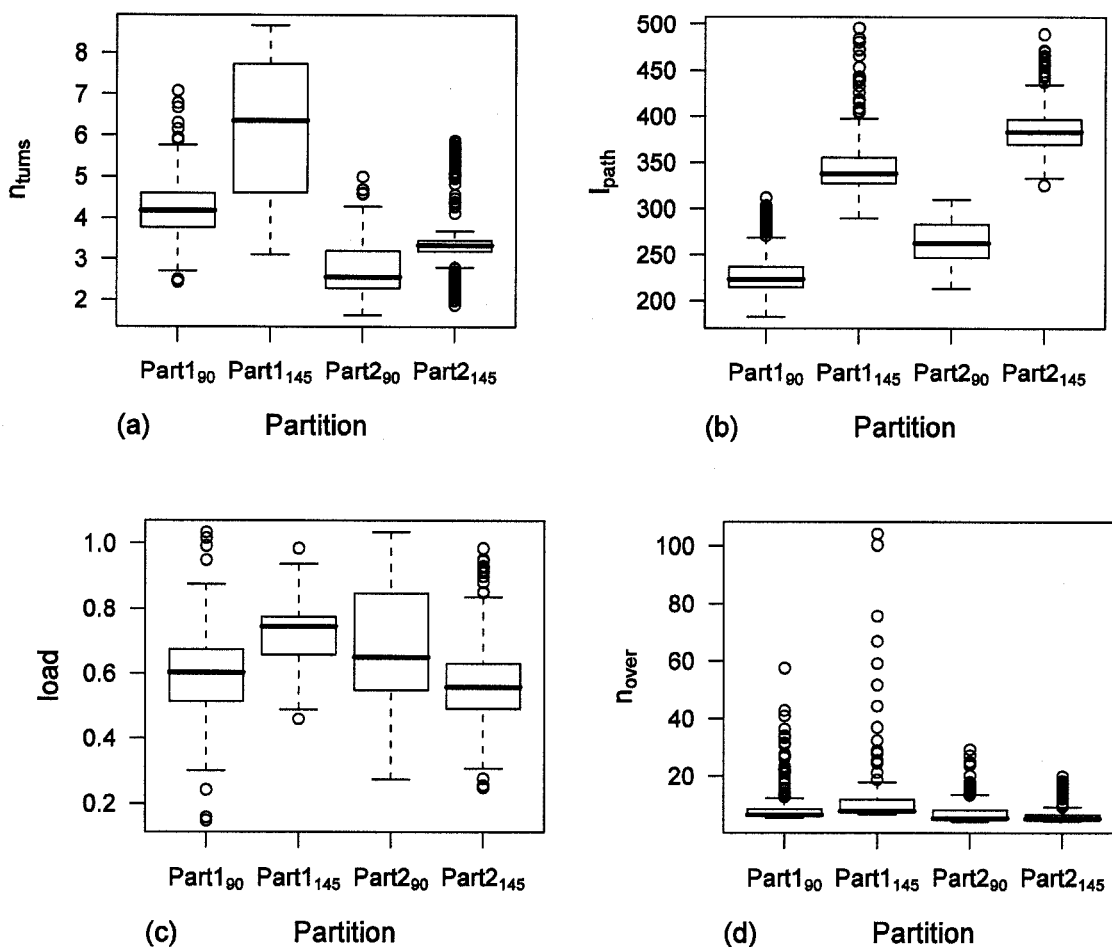 8
7
6
5
4
3
2
n_turns
Part1_90 Part1_145 Part2_90 Part2_145
(a) Partition
500
450
400
350
300
250
200
l_path
Part1_90 Part1_145 Part2_90 Part2_145
(b) Partition
1.0
0.8
0.6
0.4
0.2
load
Part1_90 Part1_145 Part2_90 Part2_145
(c) Partition
100
80
60
40
20
n_over
Part1_90 Part1_145 Part2_90 Part2_145
(d) Partition